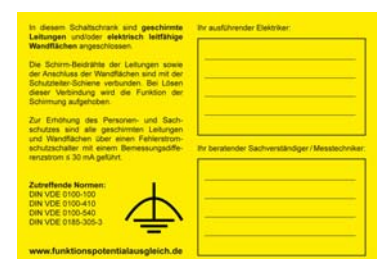 In diesem Schaltschrank sind geschirmte
Leitungen und/oder elektrisch leitfähige
Wandflächen angeschlossen.
Die Schirm-Beidrähte der Leitungen sowie
der Anschluss der Wandflächen sind mit der
Schutzleiter-Schiene verbunden. Bei Lösen
dieser Verbindung wird die Funktion der
Schirmung aufgehoben.
Zur Erhöhung des Personen- und Sach-
schutzes sind alle geschirmten Leitungen
und Wandflächen über einen Fehlerstrom-
schutzschalter mit einem Bemessungsdiffe-
renzstrom ≤ 30 mA geführt.
Zutreffende Normen:
DIN VDE 0100-100
DIN VDE 0100-410
DIN VDE 0100-540
DIN VDE 0185-305-3
www.funktionspotentialausgleich.de
Ihr ausführender Elektriker:
Ihr beratender Sachverständiger / Messtechniker: